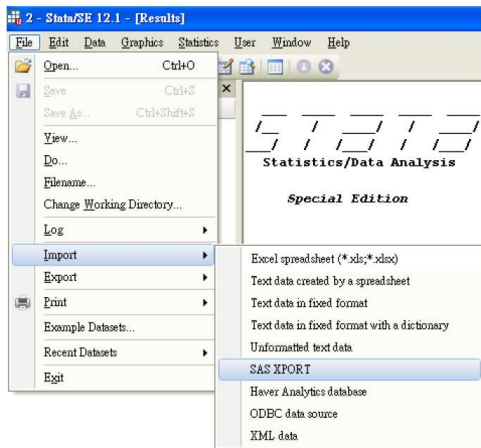 2 - Stata/SE 12.1 - [Results]
File Edit Data Graphics Statistics User Window Help
Open... Ctrl+O
Save Ctrl+S
Save As... Ctrl+Shift+S
View...
Do...
Filename...
Change Working Directory...
Log
Import
Export
Print
Example Datasets...
Recent Datasets
Exit
Statistics/Data Analysis
Special Edition
Excel spreadsheet (*.xls;*.xlsx)
Text data created by a spreadsheet
Text data in fixed format
Text data in fixed format with a dictionary
Unformatted text data
SAS XPORT
Haver Analytics database
ODBC data source
XML data